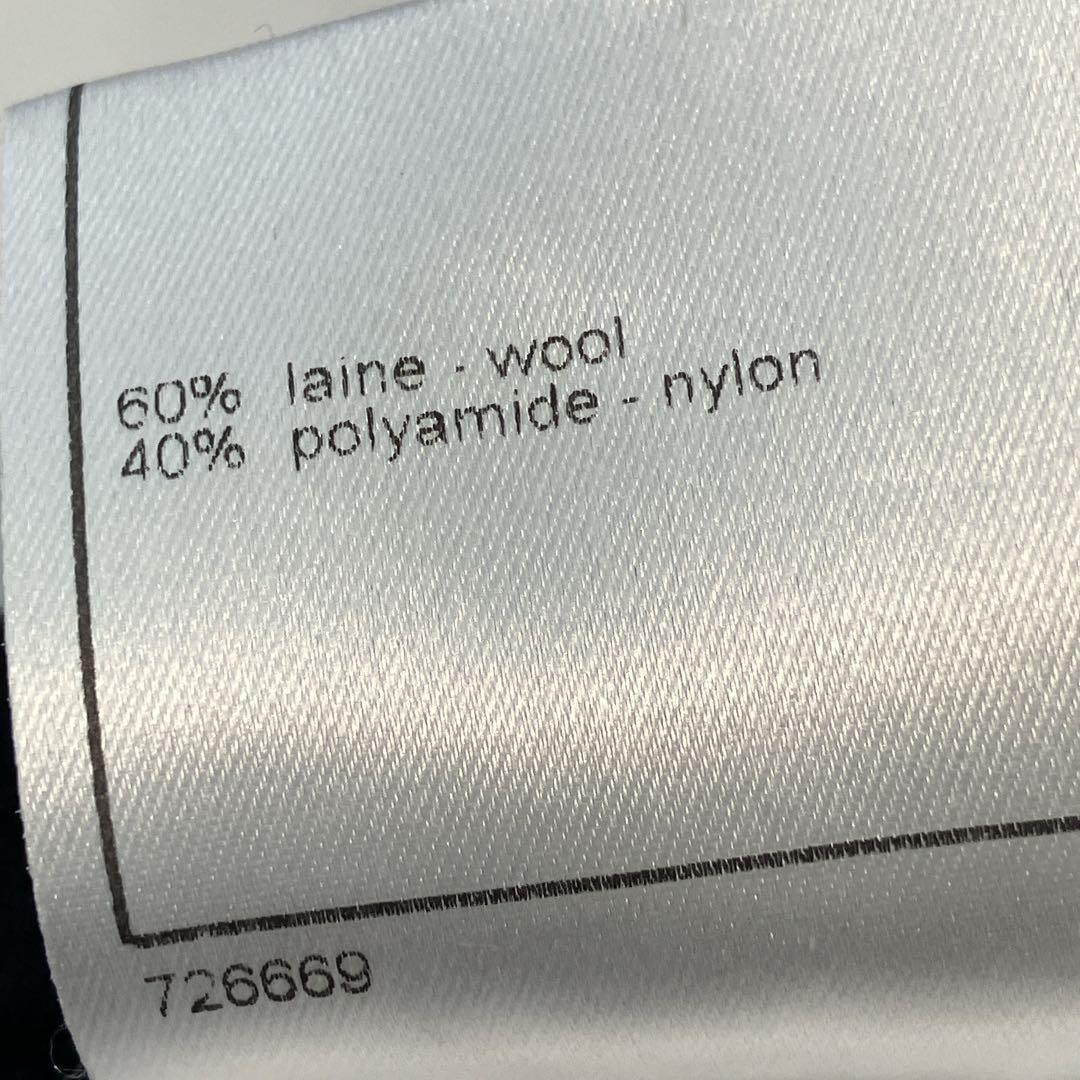 60% laine - wool
40% polyamide - nylon
726669